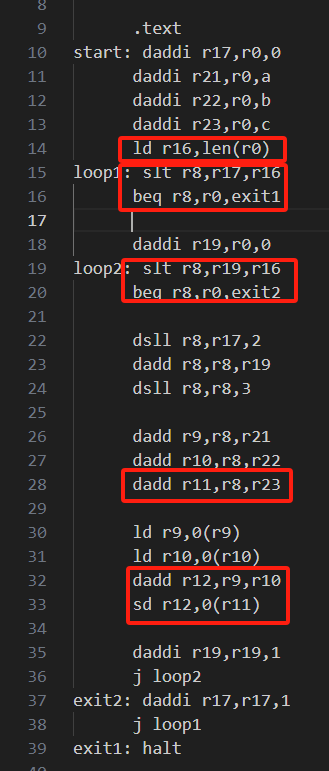 8
9 .text
10 start: daddi r17,r0,0
11 daddi r21,r0,a
12 daddi r22,r0,b
13 daddi r23,r0,c
14 ld r16,len(r0)
15 loop1: slt r8,r17,r16
16 beq r8,r0,exit1
17
18 daddi r19,r0,0
19 loop2: slt r8,r19,r16
20 beq r8,r0,exit2
21
22 dsll r8,r17,2
23 dadd r8,r8,r19
24 dsll r8,r8,3
25
26 dadd r9,r8,r21
27 dadd r10,r8,r22
28 dadd r11,r8,r23
29
30 ld r9,0(r9)
31 ld r10,0(r10)
32 dadd r12,r9,r10
33 sd r12,0(r11)
34
35 daddi r19,r19,1
36 j loop2
37 exit2: daddi r17,r17,1
38 j loop1
39 exit1: halt